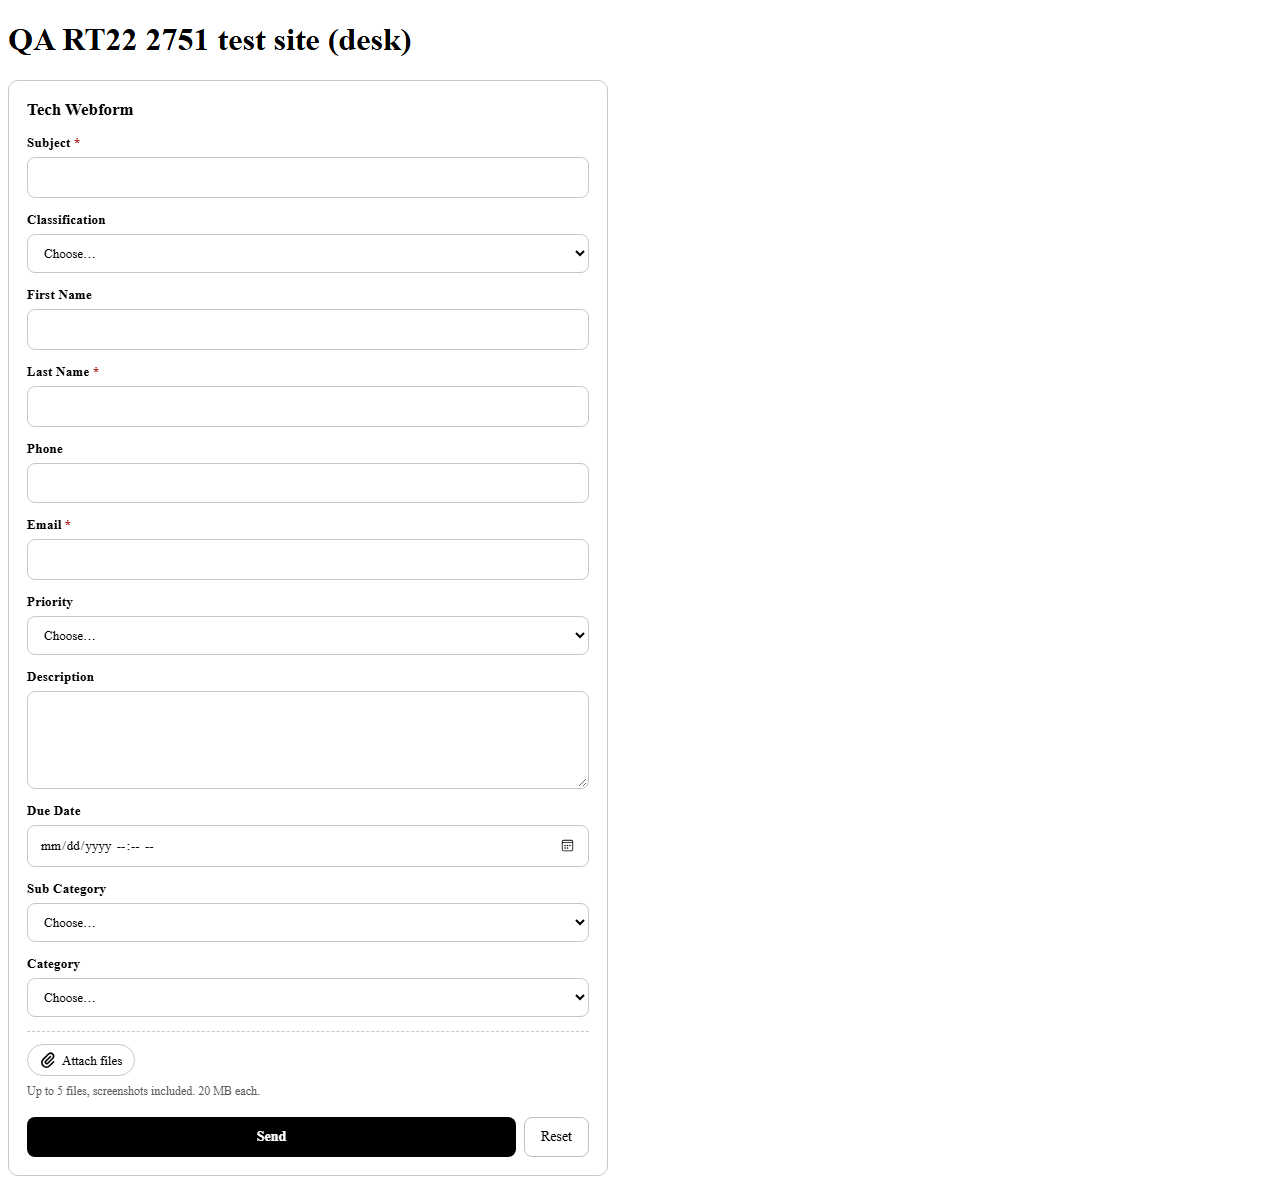 QA RT22 2751 test site (desk)
Tech Webform
Subject *
Classification
Choose...
First Name
Last Name *
Phone
Email *
Priority
Choose...
Description
Due Date
mm/dd/yyyy --:-- --
Sub Category
Choose...
Category
Choose...
Attach files
Up to 5 files, screenshots included. 20 MB each.
Send Reset